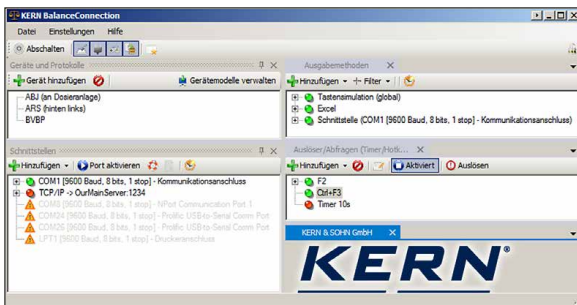 KERN BalanceConnection
Datei Einstellungen Hilfe
Abschalten
Geräte und Protokolle
Gerät hinzufügen Gerätemodelle verwalten
ABJ (an Dosieranlage)
ARS (hinten links)
BVBP
Ausgabemethoden
Hinzufügen Filter
Tastensimulation (global)
Excel
Schnittstelle (COM1 [9600 Baud, 8 bits, 1 stop] - Kommunikationsanschluss)
Schnittstellen
Hinzufügen Port aktivieren
COM1 [9600 Baud, 8 bits, 1 stop] - Kommunikationsanschluss
TCP/IP -> OurMainServer:1234
COM3 [9600 Baud, 8 bits, 1 stop] - NPort Communication Port 1
COM24 [9600 Baud, 8 bits, 1 stop] - Prolific USB-to-Serial Comm Port
COM26 [9600 Baud, 8 bits, 1 stop] - Prolific USB-to-Serial Comm Port
LPT1 [9600 Baud, 8 bits, 1 stop] - Druckeranschluss
Auslöser/Abfragen (Timer/Hotk...
Hinzufügen Aktiviert Auslösen
F2
Ctrl+F3
Timer 10s
KERN & SOHN GmbH
KERN